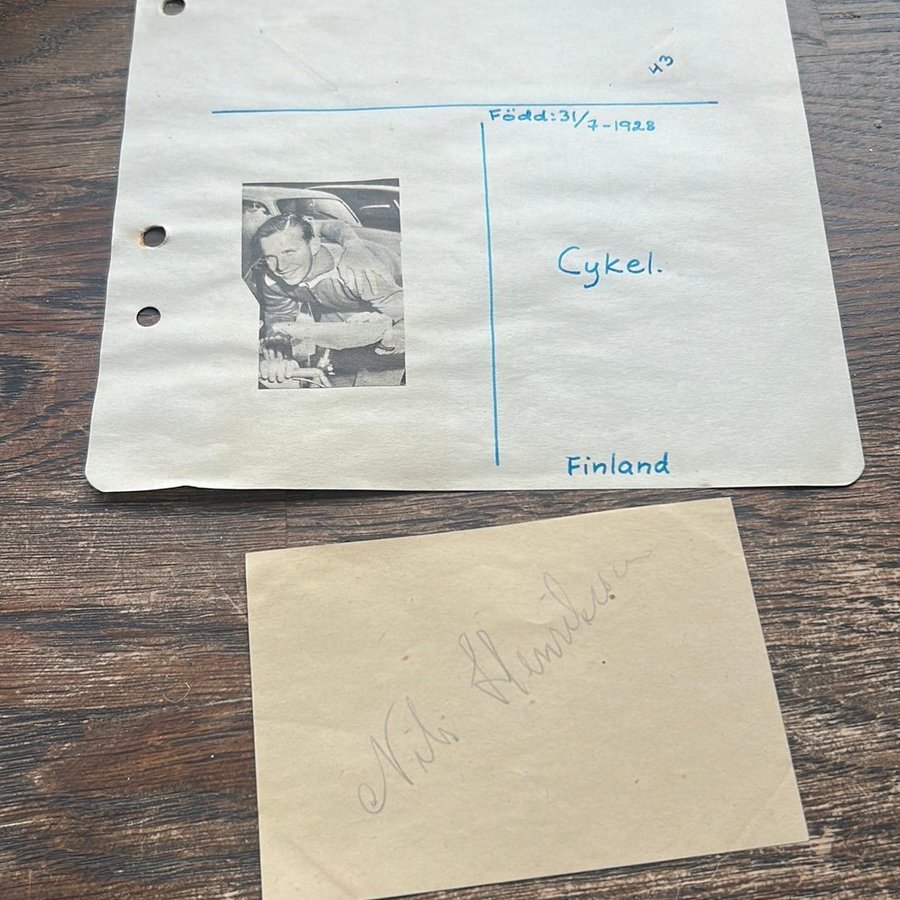 43
Född: 31/7-1928
Cykel.
Finland
Nils Henriksson